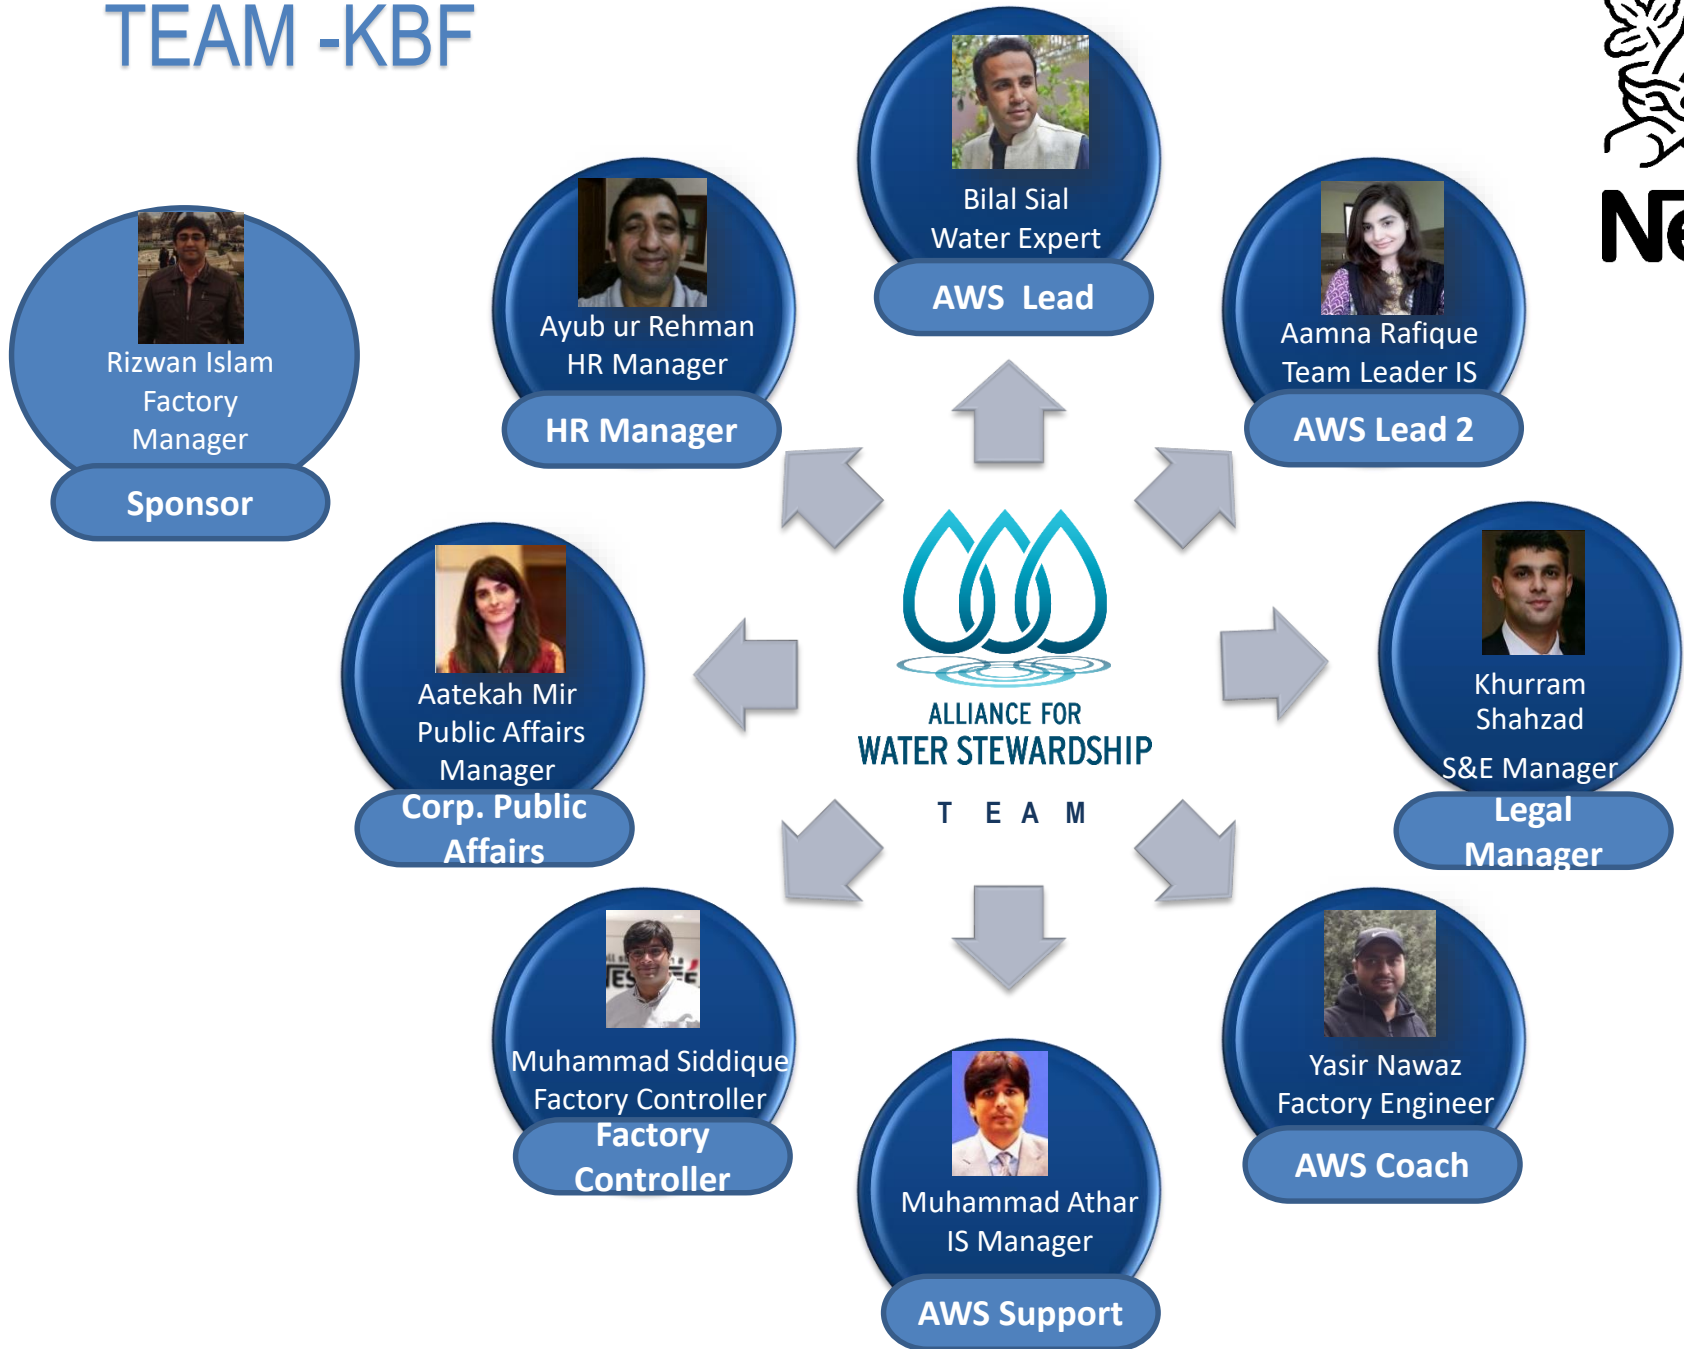 TEAM -KBF
Bilal Sial
Water Expert
AWS Lead
Ayub ur Rehman
HR Manager
HR Manager
Aamna Rafique
Team Leader IS
AWS Lead 2
Rizwan Islam
Factory
Manager
Sponsor
Aatekah Mir
Public Affairs
Manager
Corp. Public
Affairs
ALLIANCE FOR
WATER STEWARDSHIP
T E A M
Khurram
Shahzad
S&E Manager
Legal
Manager
Muhammad Siddique
Factory Controller
Factory
Controller
Muhammad Athar
IS Manager
AWS Support
Yasir Nawaz
Factory Engineer
AWS Coach